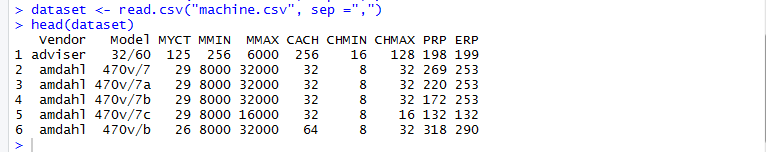 > dataset <- read.csv("machine.csv", sep =",")
> head(dataset)
Vendor Model MYCT MMIN MMAX CACH CHMIN CHMAX PRP ERP
1 adviser 32/60 125 256 6000 256 16 128 198 199
2 amdahl 470v/7 29 8000 32000 32 8 32 269 253
3 amdahl 470v/7a 29 8000 32000 32 8 32 220 253
4 amdahl 470v/7b 29 8000 32000 32 8 32 172 253
5 amdahl 470v/7c 29 8000 16000 32 8 16 132 132
6 amdahl 470v/b 26 8000 32000 64 8 32 318 290
>